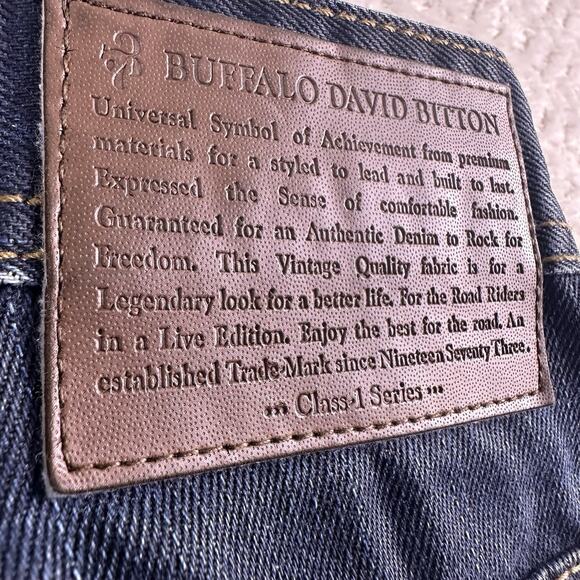 BUFFALO DAVID BITTON
Universal Symbol of Achievement from premium
materials for a styled to lead and built to last.
Expressed the Sense of comfortable fashion.
Guaranteed for an Authentic Denim to Rock for
Freedom. This Vintage Quality fabric is for a
Legendary look for a better life. For the Road Riders
in a Live Edition. Enjoy the best for the road. An
established Trade-Mark since Nineteen Seventy Three.
••• Class-1 Series •••